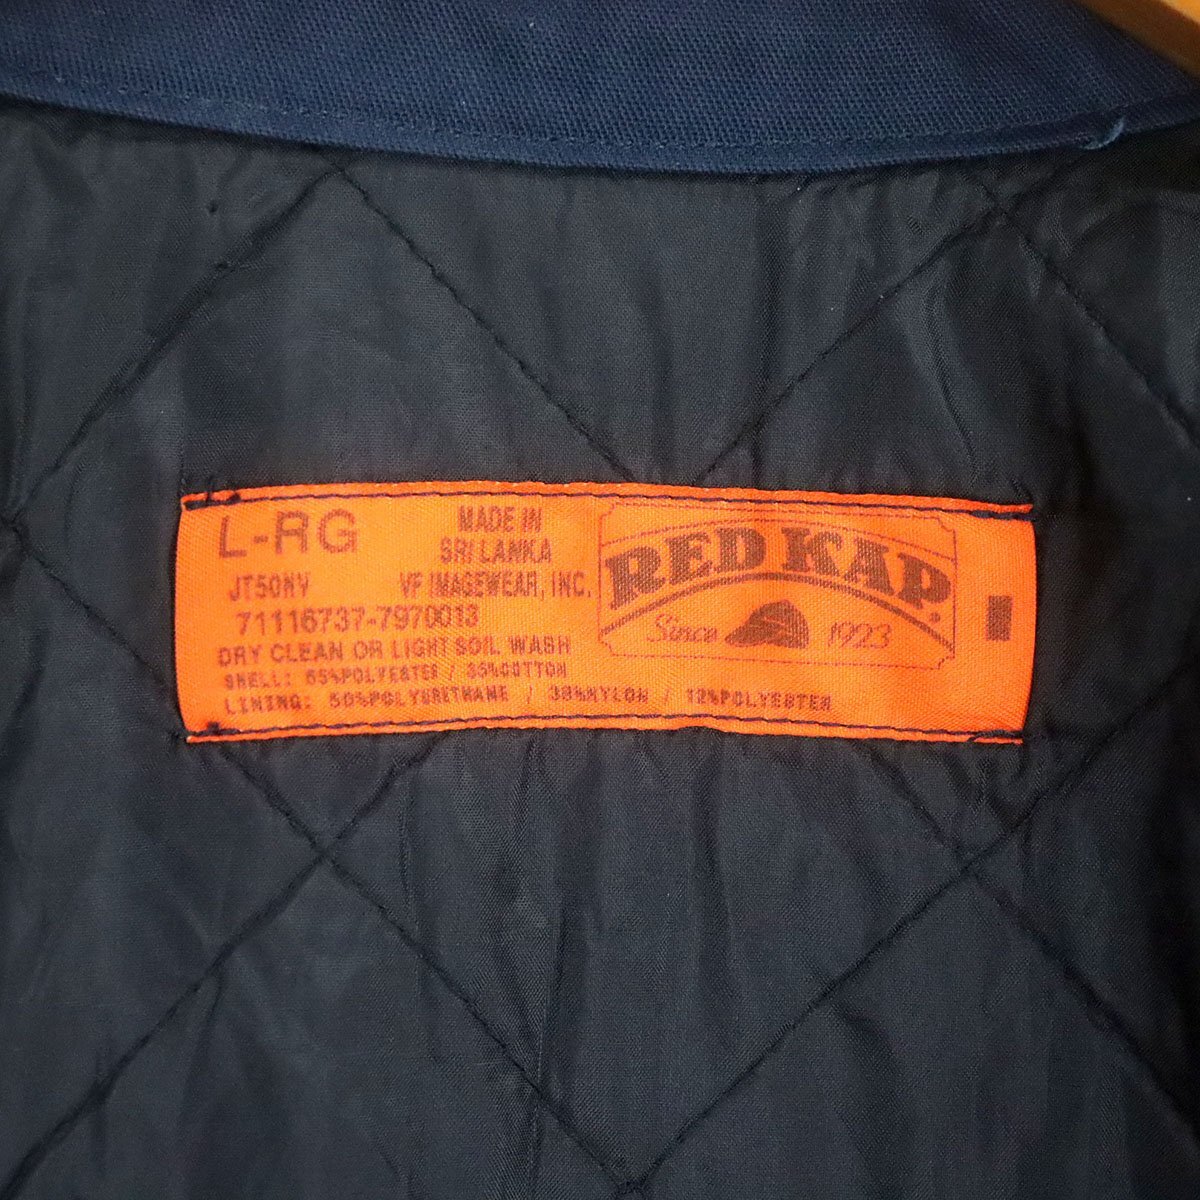 L-RG
MADE IN
SRI LANKA
JT50NV
VF IMAGEWEAR, INC.
71116737-7970013
DRY CLEAN OR LIGHT SOIL WASH
SHELL: 65%POLYESTER / 35%COTTON
LINING: 50%POLYURETHANE / 38%NYLON / 12%POLYESTER
RED KAP
Since 1923